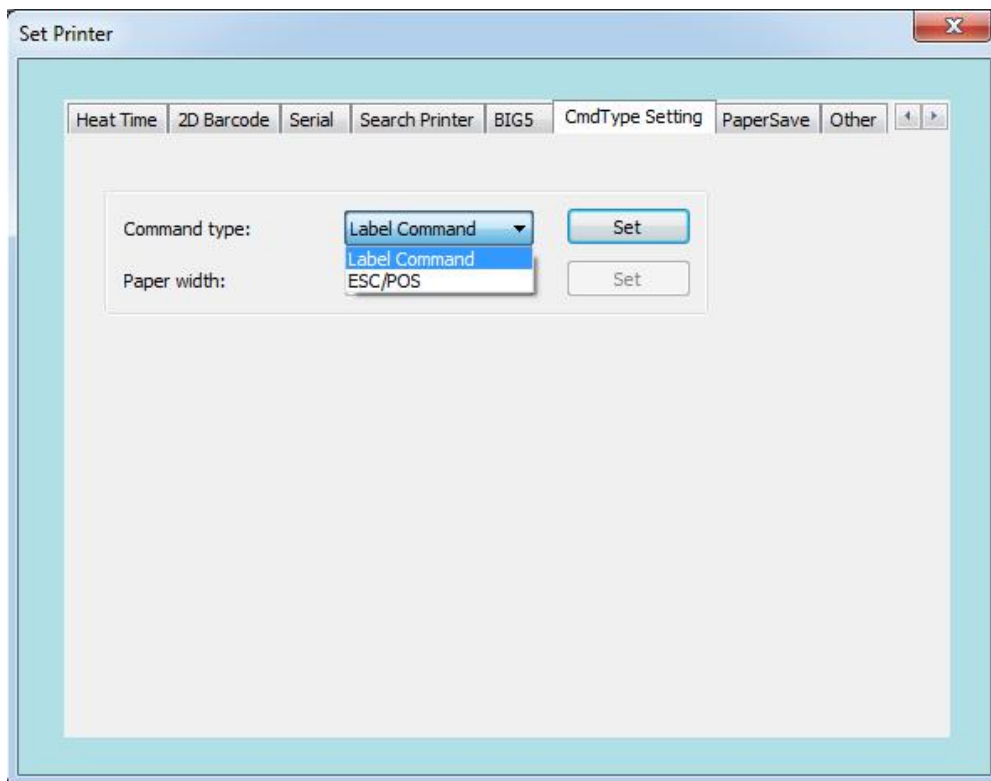 Set Printer
Heat Time 2D Barcode Serial Search Printer BIG5 CmdType Setting PaperSave Other
Command type: Label Command Set
Label Command
ESC/POS
Paper width: Set